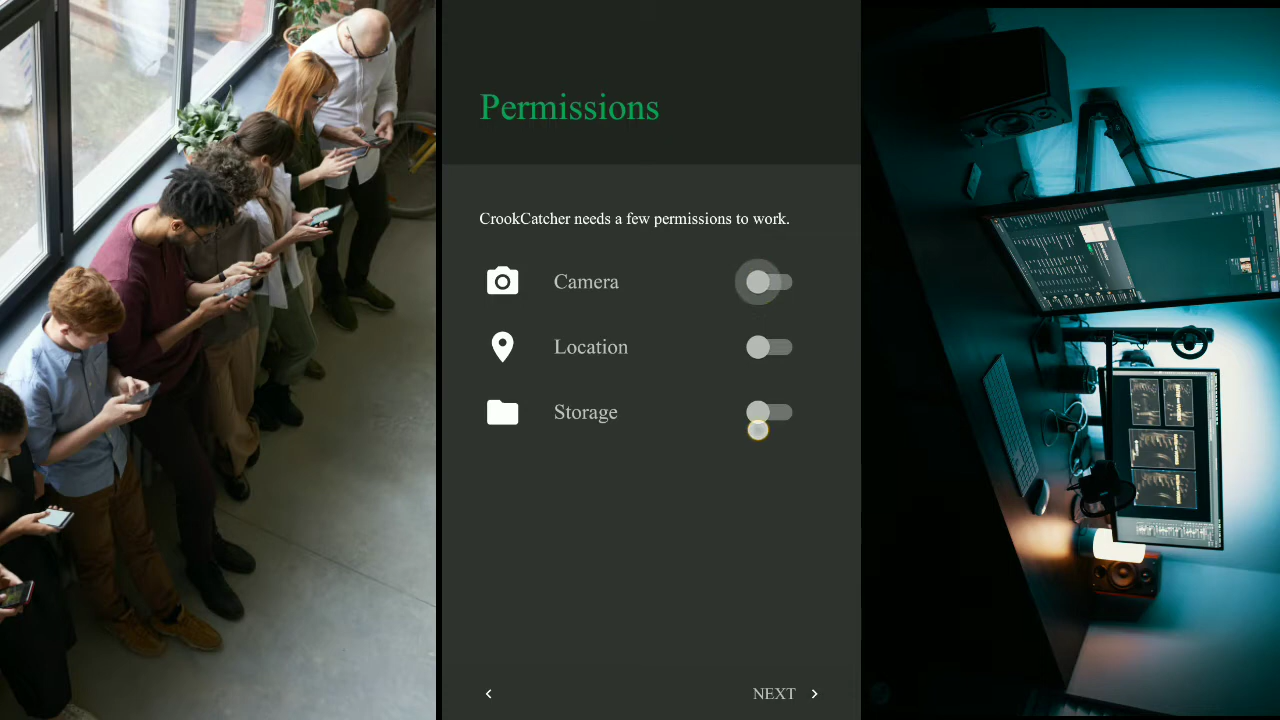 Permissions
CrookCatcher needs a few permissions to work.
Camera
Location
Storage
NEXT